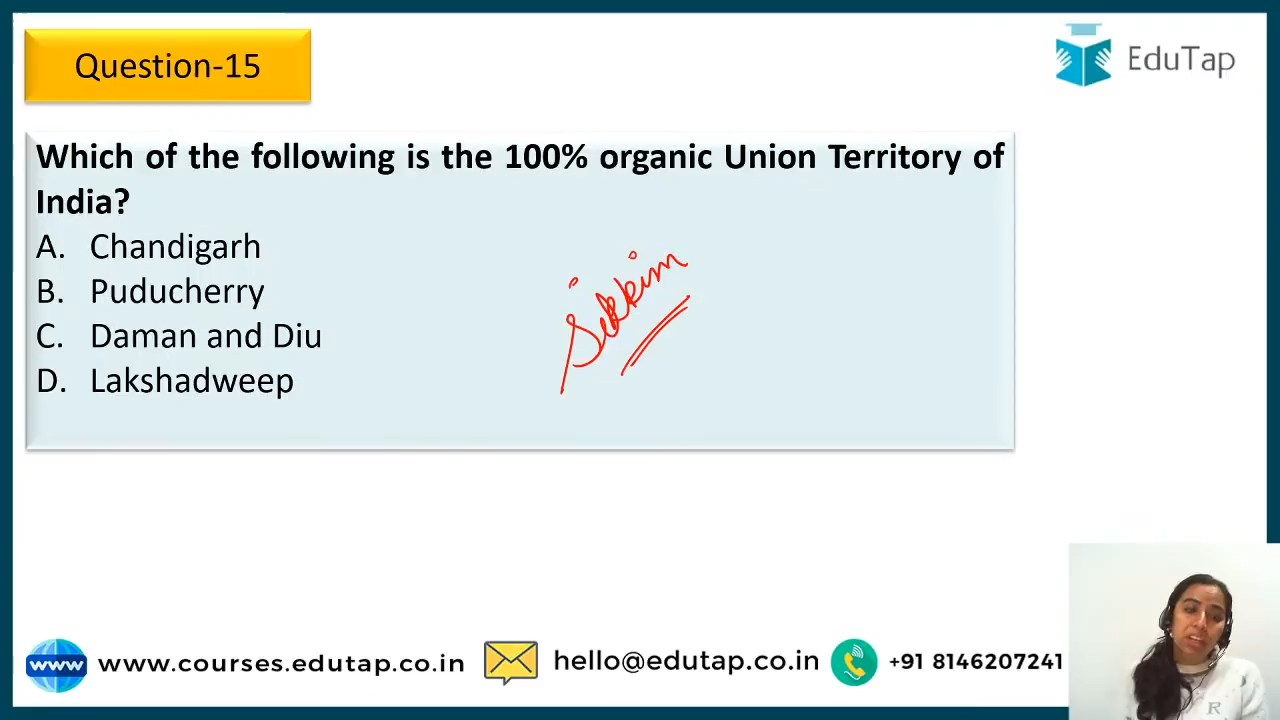 Question-15
EduTap
Which of the following is the 100% organic Union Territory of
India?
A. Chandigarh
B. Puducherry
C. Daman and Diu
D. Lakshadweep
Sikkim
www www.courses.edutap.co.in
hello@edutap.co.in
+91 8146207241
R